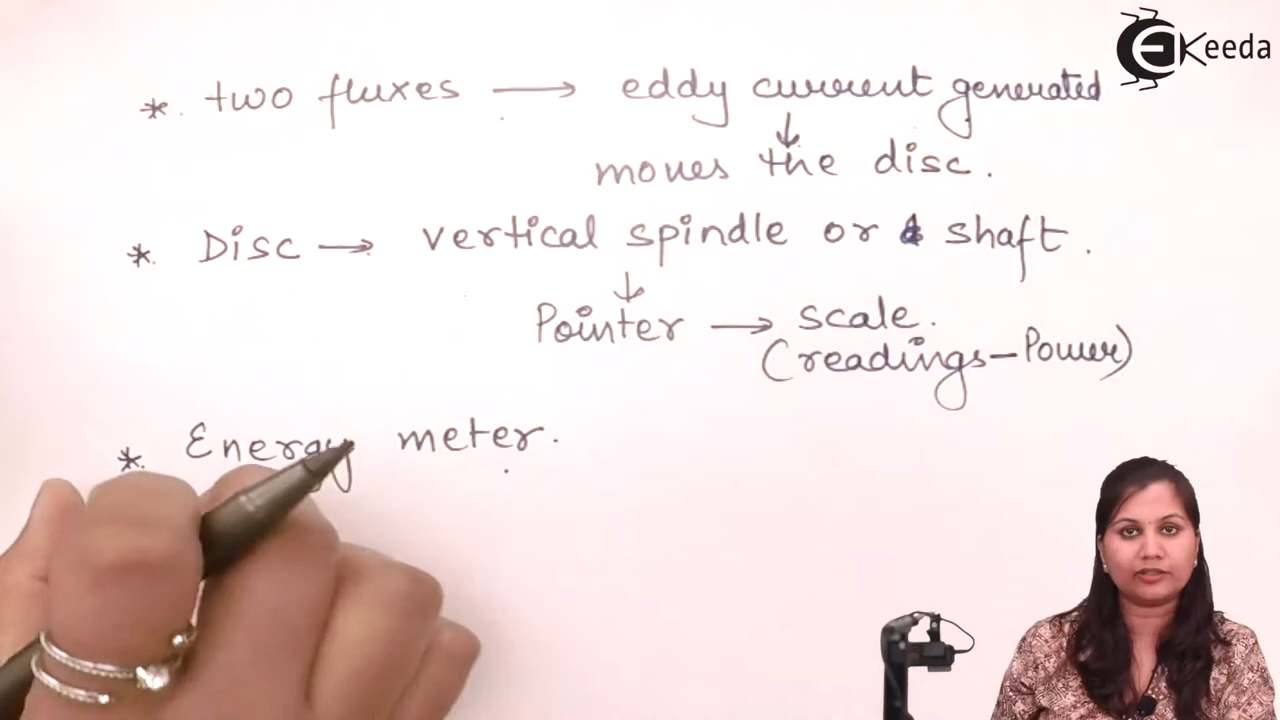 EKeeda
* two fluxes → eddy current generated
↓
moves the disc.
* Disc → vertical spindle or shaft.
↓
Pointer → scale.
(readings-Power)
* Energy meter.